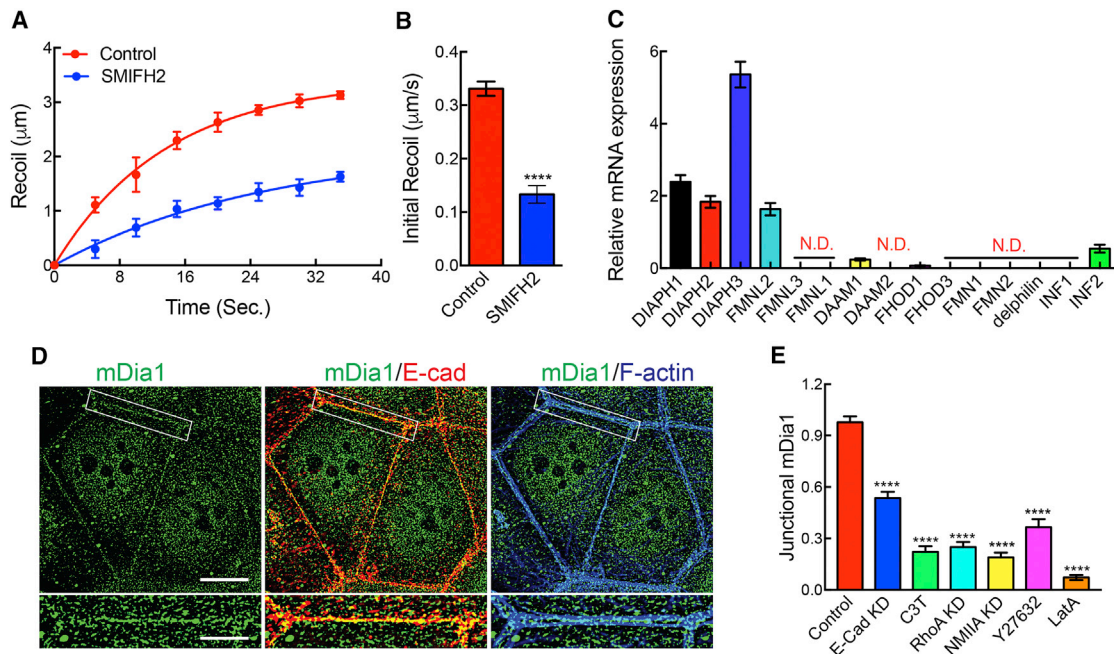 A
Recoil (μm)
4
3
2
1
0
0 8 16 24 32 40
Time (Sec.)
Control
SMIFH2
B
Initial Recoil (μm/s)
0.4
0.3
0.2
0.1
0.0
****
Control
SMIFH2
C
Relative mRNA expression
6
4
2
0
N.D.
N.D.
N.D.
DIAPH1
DIAPH2
DIAPH3
FMNL2
FMNL3
FMNL1
DAAM1
DAAM2
FHOD1
FHOD3
FMN1
FMN2
delphilin
INF1
INF2
D
mDia1
mDia1/E-cad
mDia1/F-actin
E
Junctional mDia1
1.2
0.9
0.6
0.3
0.0
****
****
****
****
****
****
Control
E-Cad KD
C3T
RhoA KD
NMIIA KD
Y27632
LatA